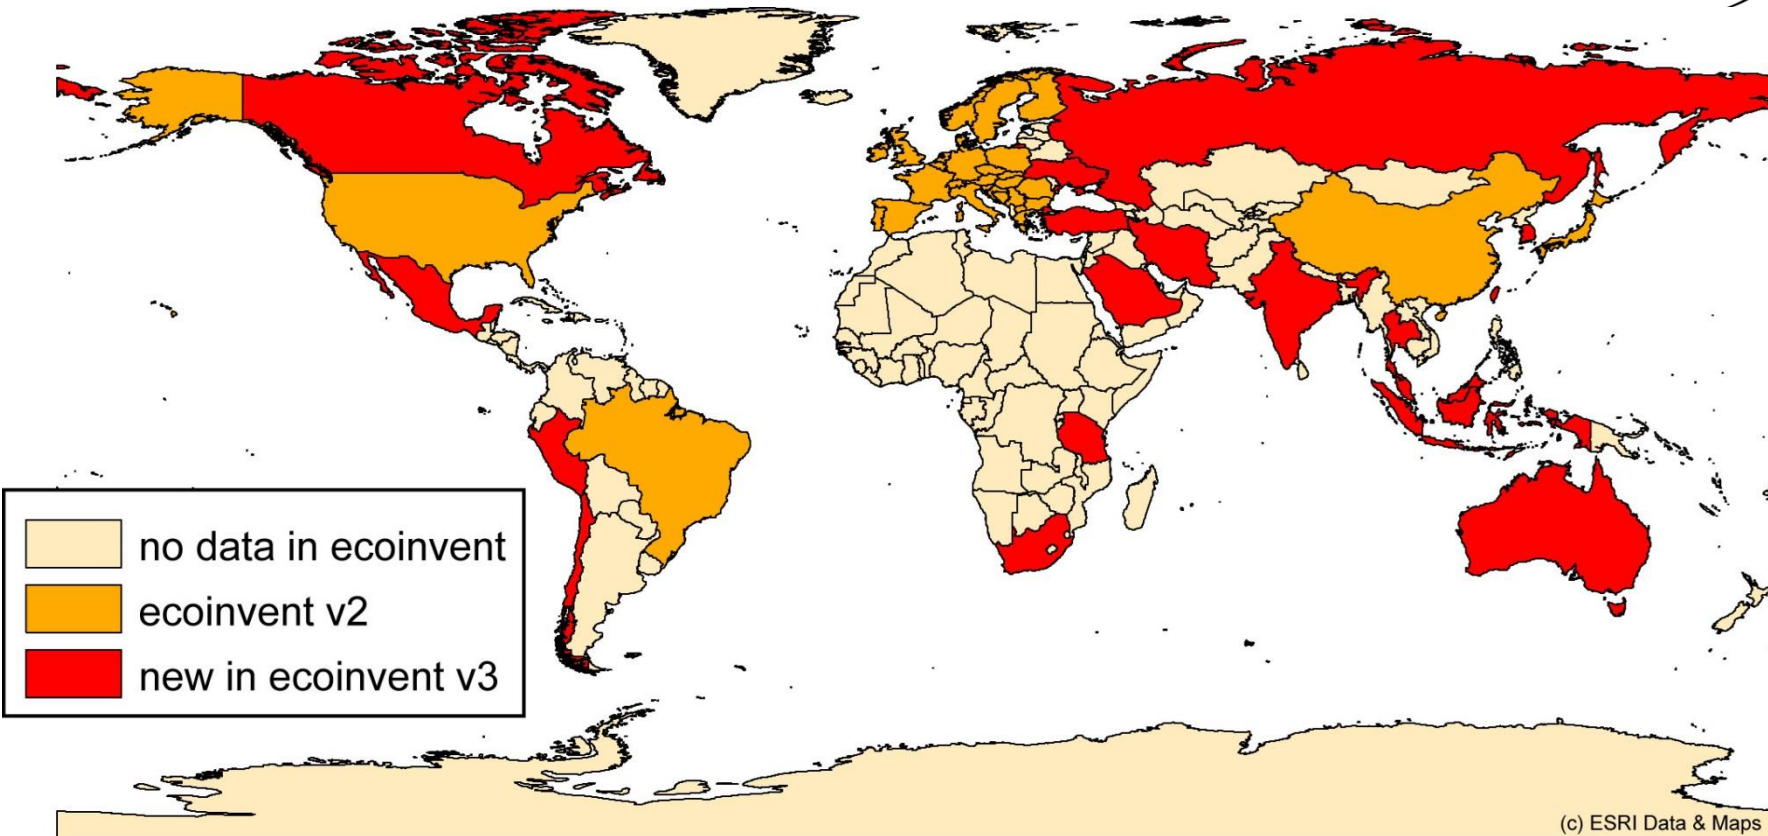 no data in ecoinvent
ecoinvent v2
new in ecoinvent v3
(c) ESRI Data & Maps